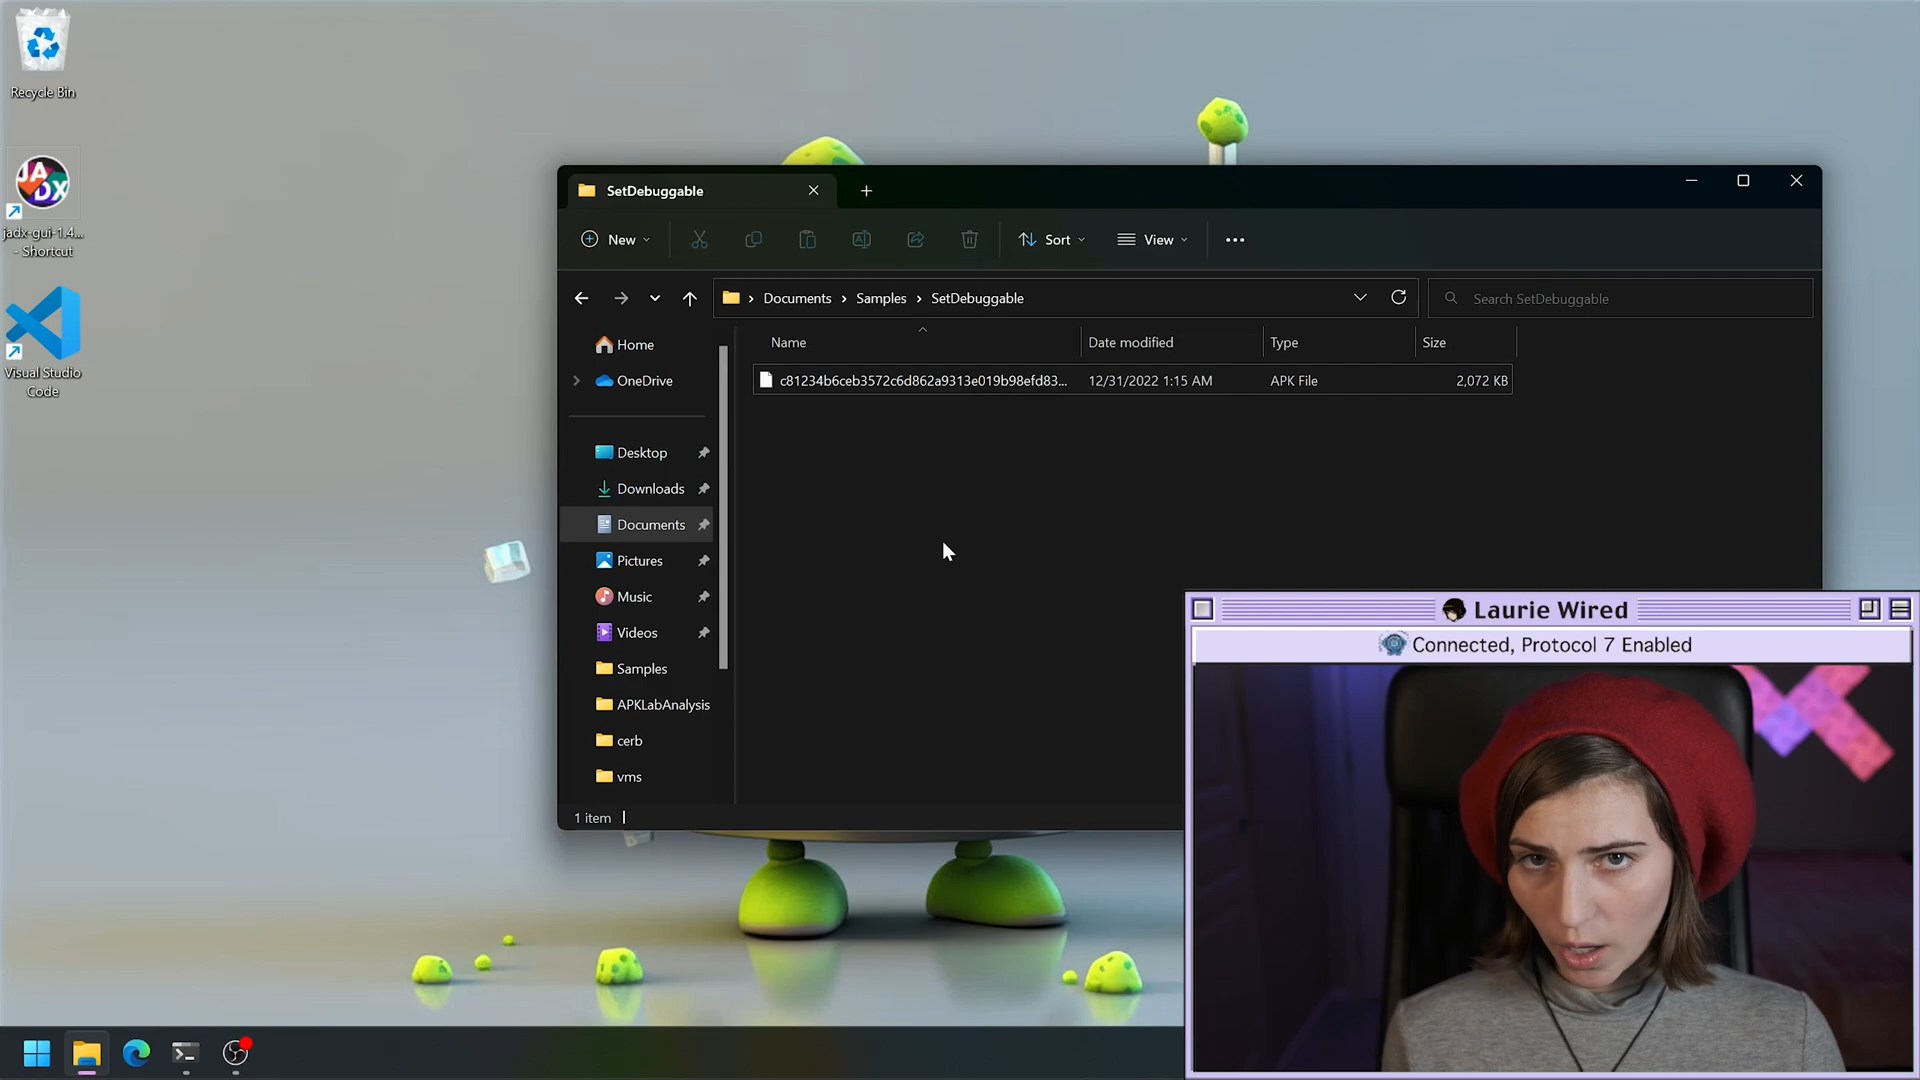 Recycle Bin
JADX
jadx-gui-1.4...
- Shortcut
Visual Studio
Code
SetDebuggable
New
Sort
View
Documents > Samples > SetDebuggable
Search SetDebuggable
Name
Date modified
Type
Size
c81234b6ceb3572c6d862a9313e019b98efd83...
12/31/2022 1:15 AM
APK File
2,072 KB
Home
OneDrive
Desktop
Downloads
Documents
Pictures
Music
Videos
Samples
APKLabAnalysis
cerb
vms
1 item
Laurie Wired
Connected, Protocol 7 Enabled